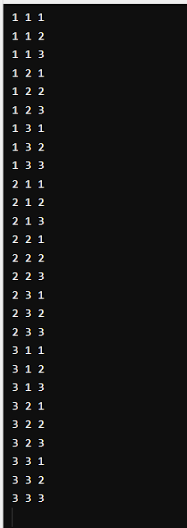 1 1 1
1 1 2
1 1 3
1 2 1
1 2 2
1 2 3
1 3 1
1 3 2
1 3 3
2 1 1
2 1 2
2 1 3
2 2 1
2 2 2
2 2 3
2 3 1
2 3 2
2 3 3
3 1 1
3 1 2
3 1 3
3 2 1
3 2 2
3 2 3
3 3 1
3 3 2
3 3 3